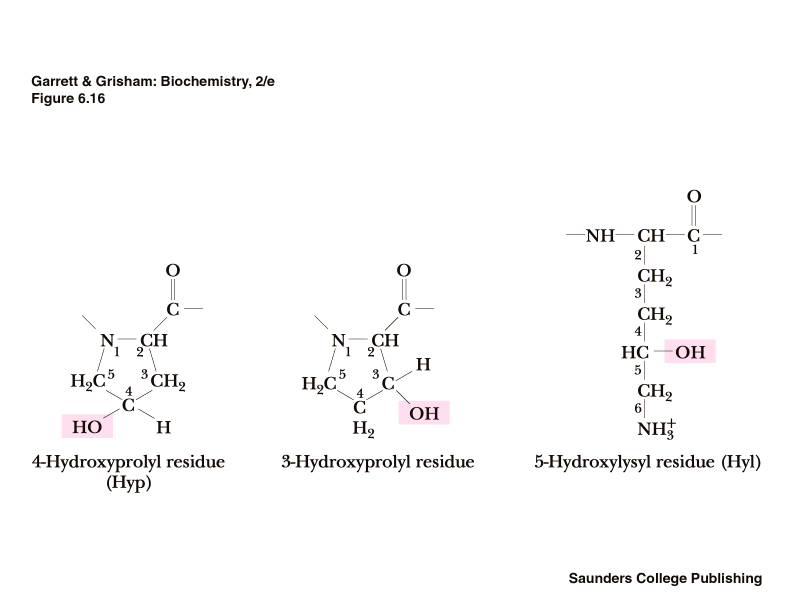 Garrett & Grisham: Biochemistry, 2/e
Figure 6.16
O
C
N CH
1 2
H₂C 5 3 CH₂
4
C
HO H
4-Hydroxyprolyl residue
(Hyp)
O
C
N CH
1 2
H
H₂C 5 3 C
4
C
OH
H₂
3-Hydroxyprolyl residue
O
NH CH C
2 1
CH₂
3
CH₂
4
HC OH
5
CH₂
6
NH₃⁺
5-Hydroxylysyl residue (Hyl)
Saunders College Publishing